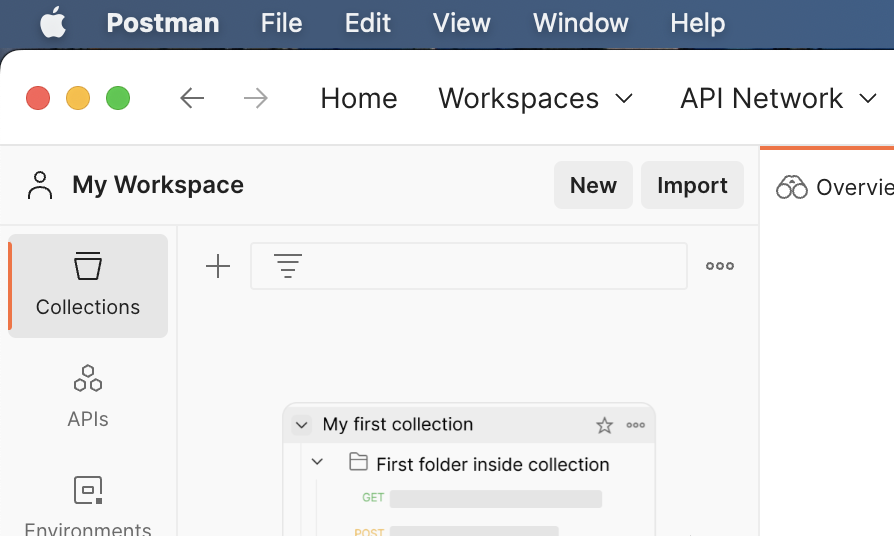 Postman File Edit View Window Help
Home Workspaces API Network
My Workspace New Import Overvie
Collections
APIs
My first collection
First folder inside collection
GET
POST
Environments